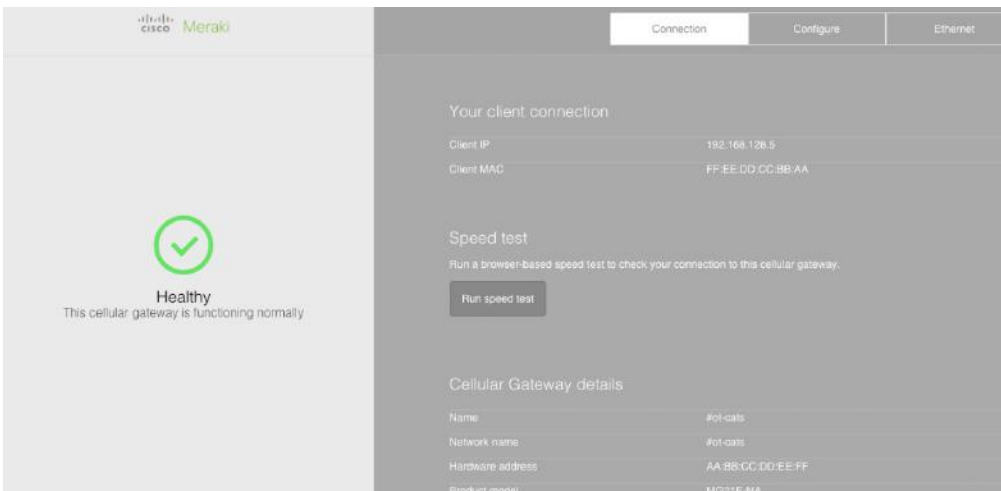 cisco Meraki
Connection
Configure
Ethernet
Healthy
This cellular gateway is functioning normally
Your client connection
Client IP 192.168.128.5
Client MAC FF:EE:DD:CC:BB:AA
Speed test
Run a browser-based speed test to check your connection to this cellular gateway.
Run speed test
Cellular Gateway details
Name #ot-cats
Network name #ot-cats
Hardware address AA:BB:CC:DD:EE:FF
Product model